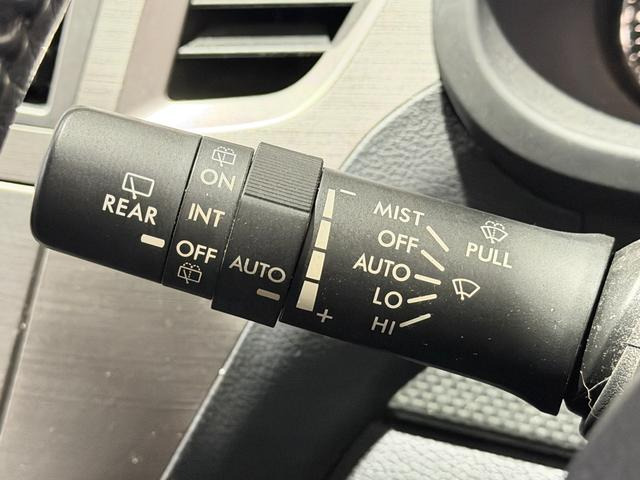 REAR
ON
INT
OFF
AUTO
−
+
MIST
OFF
AUTO
LO
HI
PULL